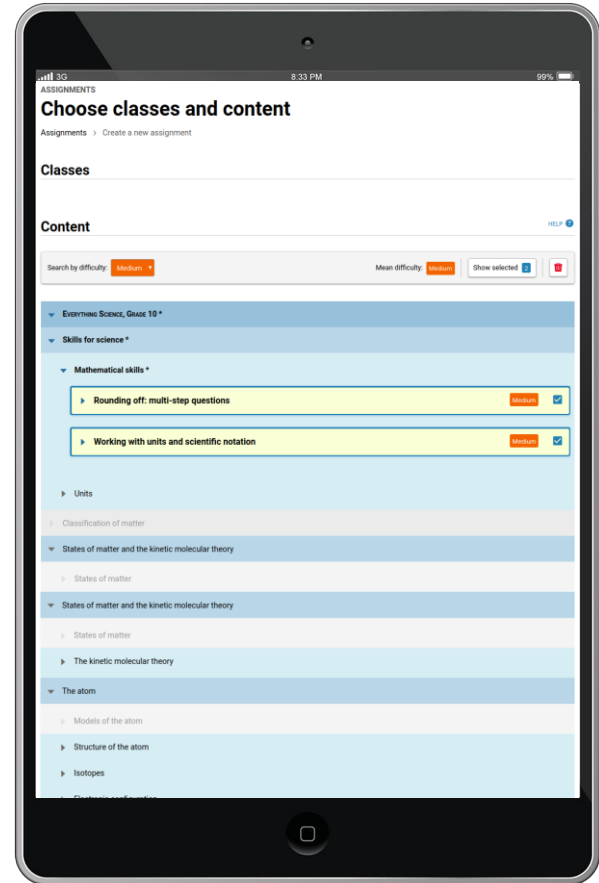 3G 8:33 PM 99%
ASSIGNMENTS
Choose classes and content
Assignments > Create a new assignment
Classes
Content HELP ?
Search by difficulty: Medium Mean difficulty: Medium Show selected 2
EVERYTHING SCIENCE, GRADE 10 *
Skills for science *
Mathematical skills *
Rounding off: multi-step questions Medium
Working with units and scientific notation Medium
Units
Classification of matter
States of matter and the kinetic molecular theory
States of matter
States of matter and the kinetic molecular theory
States of matter
The kinetic molecular theory
The atom
Models of the atom
Structure of the atom
Isotopes